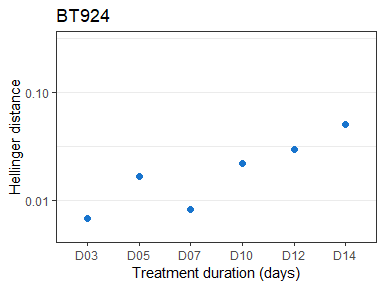 BT924
Hellinger distance
0.10
0.01
D03 D05 D07 D10 D12 D14
Treatment duration (days)